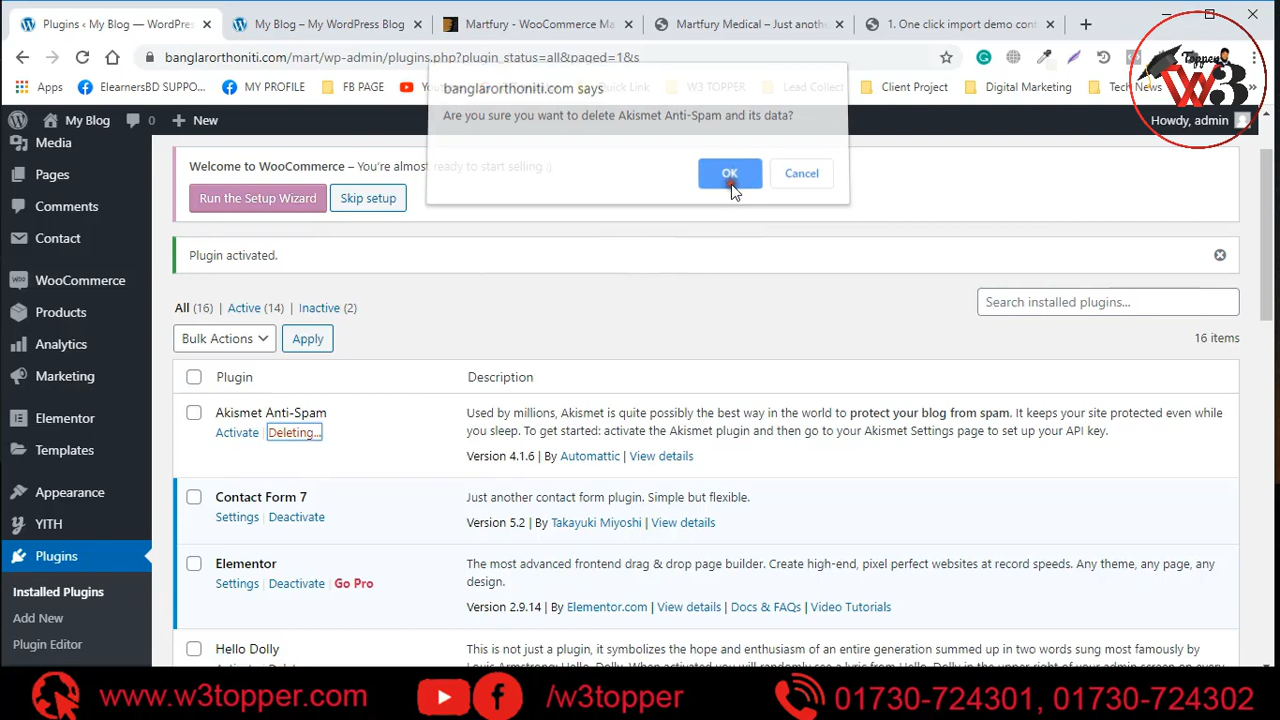 Plugins ‹ My Blog — WordPres
My Blog – My WordPress Blog
Martfury - WooCommerce Ma
Martfury Medical – Just anoth
1. One click import demo cont
banglarorthoniti.com/mart/wp-admin/plugins.php?plugin_status=all&paged=1&s
Apps
ElearnersBD SUPPO...
MY PROFILE
FB PAGE
Quick Link
W3 TOPPER
Client Project
Digital Marketing
Tech News
Lead Collect
Topper
W3
banglarorthoniti.com says
Are you sure you want to delete Akismet Anti-Spam and its data?
OK
Cancel
My Blog
0
New
Howdy, admin
Media
Pages
Comments
Contact
WooCommerce
Products
Analytics
Marketing
Elementor
Templates
Appearance
YITH
Plugins
Installed Plugins
Add New
Plugin Editor
Welcome to WooCommerce – You're almost ready to start selling :)
Run the Setup Wizard
Skip setup
Plugin activated.
All (16) | Active (14) | Inactive (2)
Search installed plugins...
Bulk Actions
Apply
16 items
Plugin
Description
Akismet Anti-Spam
Activate | Deleting...
Used by millions, Akismet is quite possibly the best way in the world to protect your blog from spam. It keeps your site protected even while
you sleep. To get started: activate the Akismet plugin and then go to your Akismet Settings page to set up your API key.
Version 4.1.6 | By Automattic | View details
Contact Form 7
Settings | Deactivate
Just another contact form plugin. Simple but flexible.
Version 5.2 | By Takayuki Miyoshi | View details
Elementor
Settings | Deactivate | Go Pro
The most advanced frontend drag & drop page builder. Create high-end, pixel perfect websites at record speeds. Any theme, any page, any
design.
Version 2.9.14 | By Elementor.com | View details | Docs & FAQs | Video Tutorials
Hello Dolly
This is not just a plugin, it symbolizes the hope and enthusiasm of an entire generation summed up in two words sung most famously by
www.w3topper.com
/w3topper
01730-724301, 01730-724302